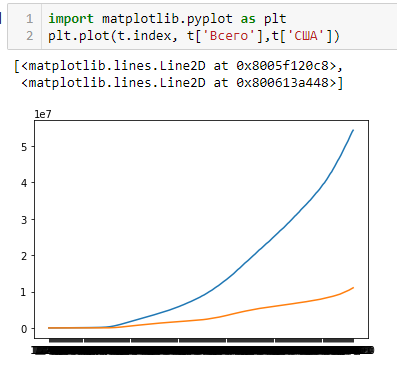 1 import matplotlib.pyplot as plt
2 plt.plot(t.index, t['Всего'],t['США'])
[<matplotlib.lines.Line2D at 0x8005f120c8>,
<matplotlib.lines.Line2D at 0x800613a448>]
1e7
5
4
3
2
1
0